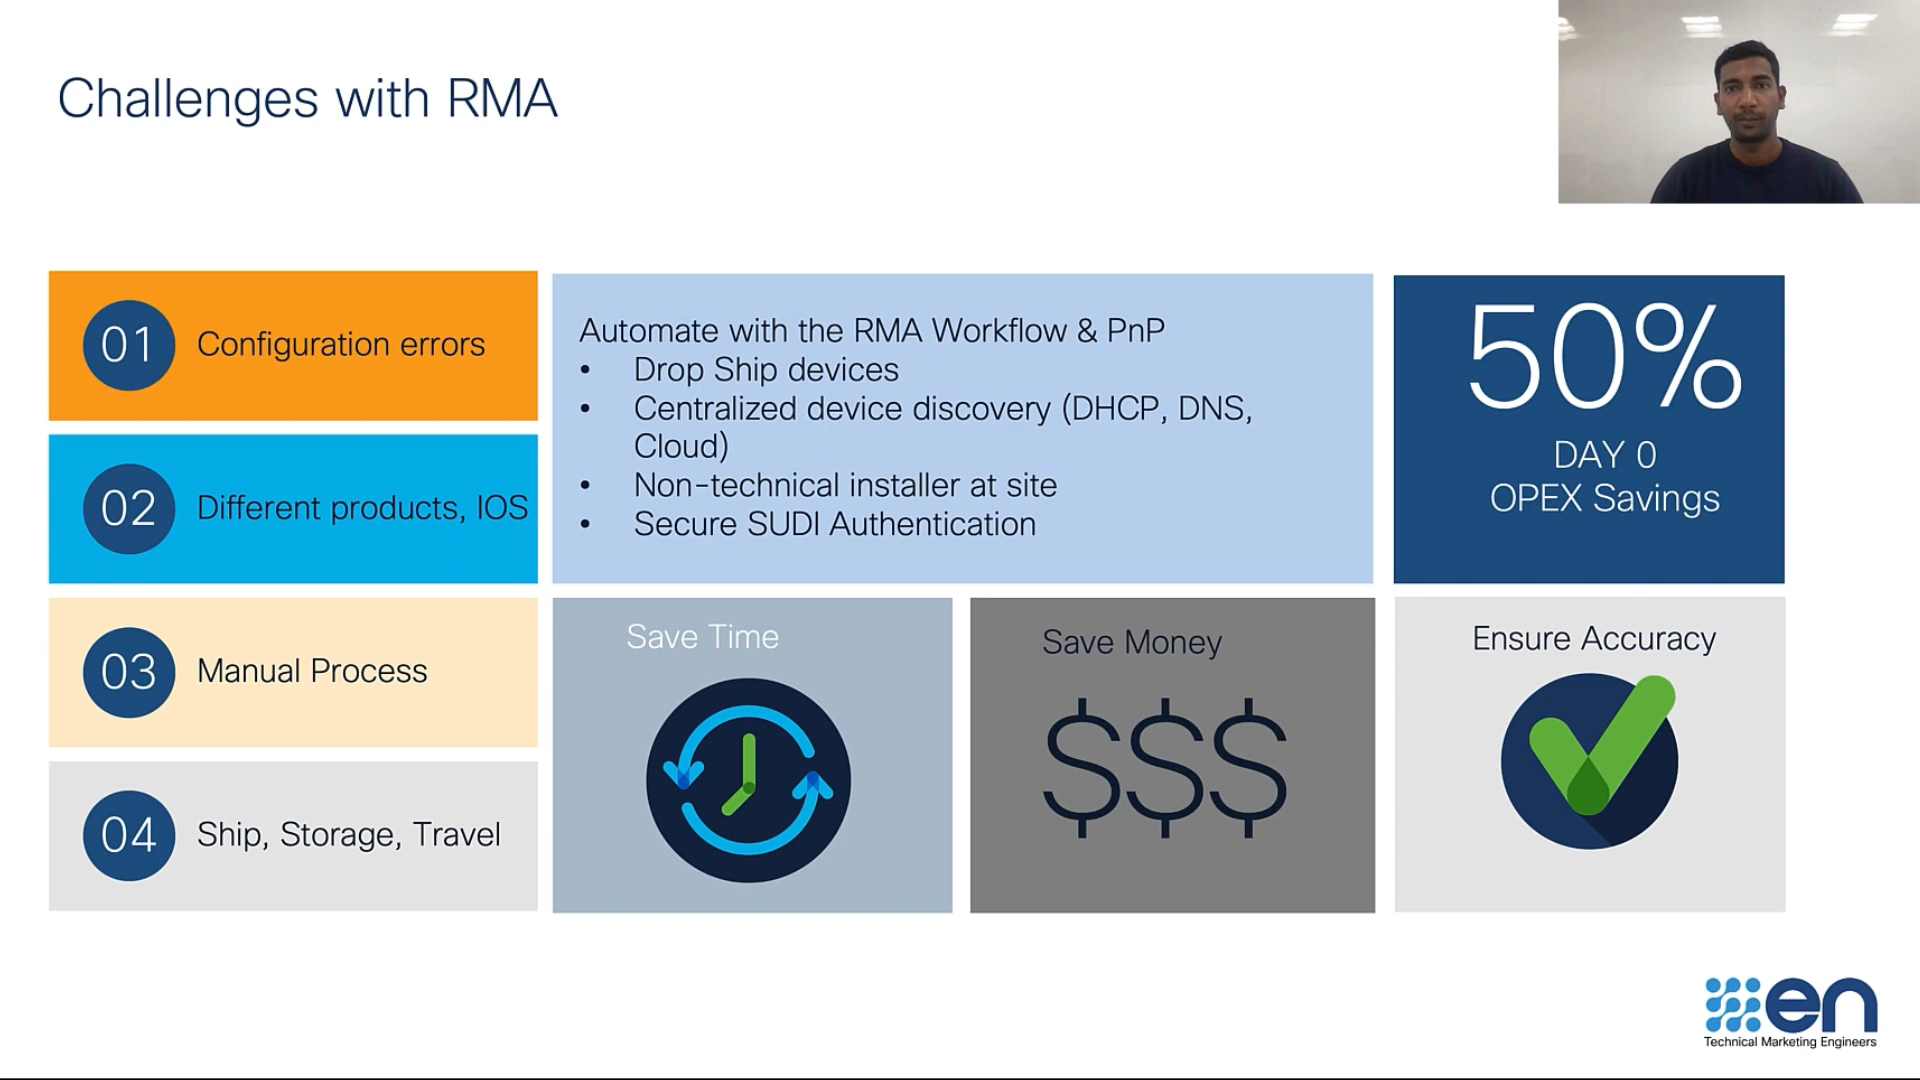 Challenges with RMA
01 Configuration errors
02 Different products, IOS
03 Manual Process
04 Ship, Storage, Travel
Automate with the RMA Workflow & PnP
• Drop Ship devices
• Centralized device discovery (DHCP, DNS,
Cloud)
• Non-technical installer at site
• Secure SUDI Authentication
50%
DAY 0
OPEX Savings
Save Time
Save Money
$$$
Ensure Accuracy
en
Technical Marketing Engineers